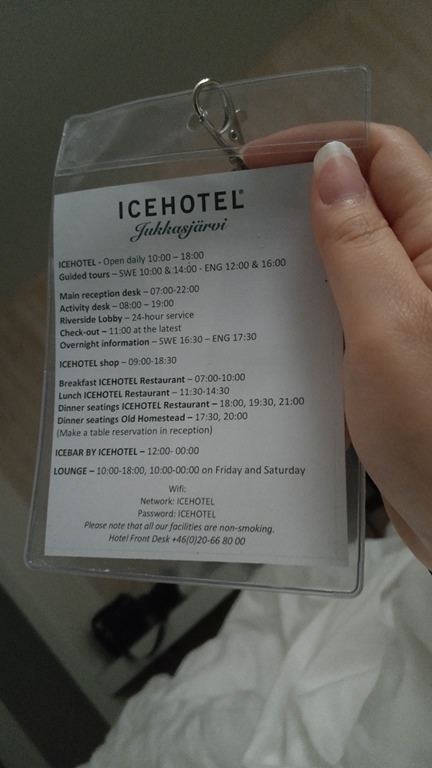 ICEHOTEL®
Jukkasjärvi
ICEHOTEL - Open daily 10:00 – 18:00
Guided tours – SWE 10:00 & 14:00 - ENG 12:00 & 16:00
Main reception desk – 07:00-22:00
Activity desk – 08:00 – 19:00
Riverside Lobby – 24-hour service
Check-out – 11:00 at the latest
Overnight information – SWE 16:30 – ENG 17:30
ICEHOTEL shop – 09:00-18:30
Breakfast ICEHOTEL Restaurant – 07:00-10:00
Lunch ICEHOTEL Restaurant – 11:30-14:30
Dinner seatings ICEHOTEL Restaurant – 18:00, 19:30, 21:00
Dinner seatings Old Homestead – 17:30, 20:00
(Make a table reservation in reception)
ICEBAR BY ICEHOTEL – 12:00- 00:00
LOUNGE – 10:00-18:00, 10:00-00:00 on Friday and Saturday
Wifi:
Network: ICEHOTEL
Password: ICEHOTEL
Please note that all our facilities are non-smoking.
Hotel Front Desk +46(0)20-66 80 00